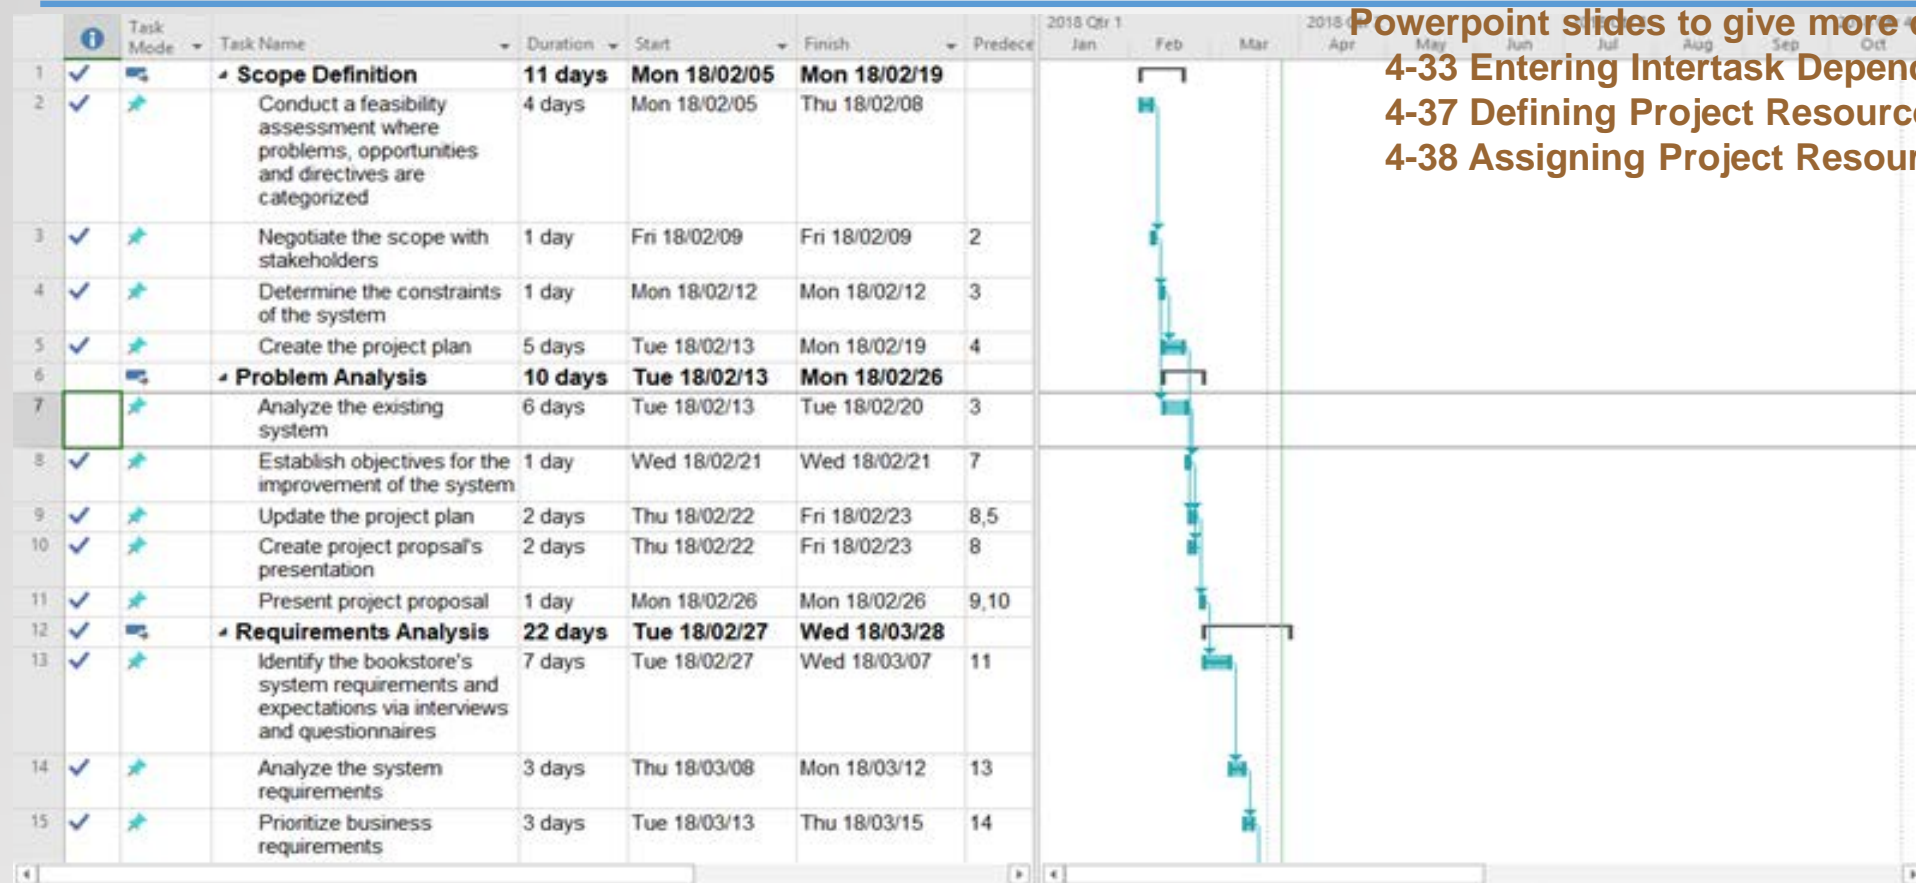 Powerpoint slides to give more
4-33 Entering Intertask Depen
4-37 Defining Project Resourc
4-38 Assigning Project Resour
Task Mode Task Name Duration Start Finish Predece
2018 Qtr 1 2018
Jan Feb Mar Apr May Jun Jul Aug Sep Oct
1 Scope Definition 11 days Mon 18/02/05 Mon 18/02/19
2 Conduct a feasibility 4 days Mon 18/02/05 Thu 18/02/08
assessment where
problems, opportunities
and directives are
categorized
3 Negotiate the scope with 1 day Fri 18/02/09 Fri 18/02/09 2
stakeholders
4 Determine the constraints 1 day Mon 18/02/12 Mon 18/02/12 3
of the system
5 Create the project plan 5 days Tue 18/02/13 Mon 18/02/19 4
6 Problem Analysis 10 days Tue 18/02/13 Mon 18/02/26
7 Analyze the existing 6 days Tue 18/02/13 Tue 18/02/20 3
system
8 Establish objectives for the 1 day Wed 18/02/21 Wed 18/02/21 7
improvement of the system
9 Update the project plan 2 days Thu 18/02/22 Fri 18/02/23 8,5
10 Create project propsal's 2 days Thu 18/02/22 Fri 18/02/23 8
presentation
11 Present project proposal 1 day Mon 18/02/26 Mon 18/02/26 9,10
12 Requirements Analysis 22 days Tue 18/02/27 Wed 18/03/28
13 Identify the bookstore's 7 days Tue 18/02/27 Wed 18/03/07 11
system requirements and
expectations via interviews
and questionnaires
14 Analyze the system 3 days Thu 18/03/08 Mon 18/03/12 13
requirements
15 Prioritize business 3 days Tue 18/03/13 Thu 18/03/15 14
requirements